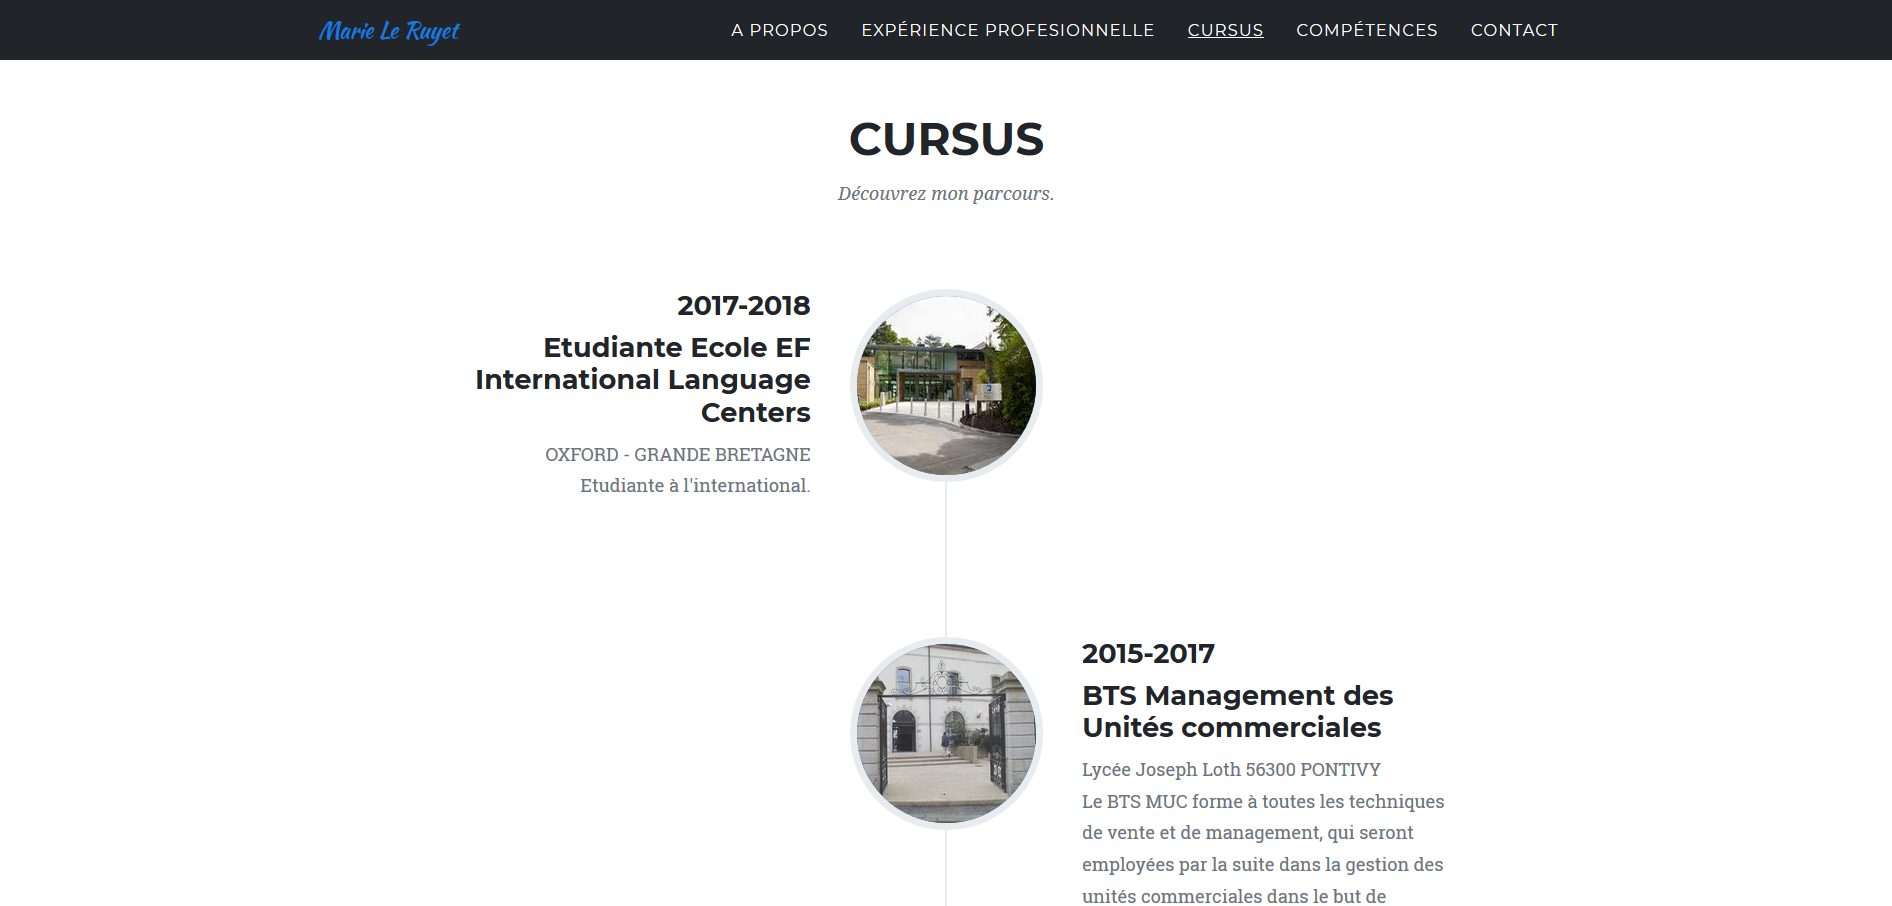 Marie Le Ruyet
A PROPOS
EXPÉRIENCE PROFESIONNELLE
CURSUS
COMPÉTENCES
CONTACT
CURSUS
Découvrez mon parcours.
2017-2018
Etudiante Ecole EF
International Language
Centers
OXFORD - GRANDE BRETAGNE
Etudiante à l'international.
2015-2017
BTS Management des
Unités commerciales
Lycée Joseph Loth 56300 PONTIVY
Le BTS MUC forme à toutes les techniques
de vente et de management, qui seront
employées par la suite dans la gestion des
unités commerciales dans le but de